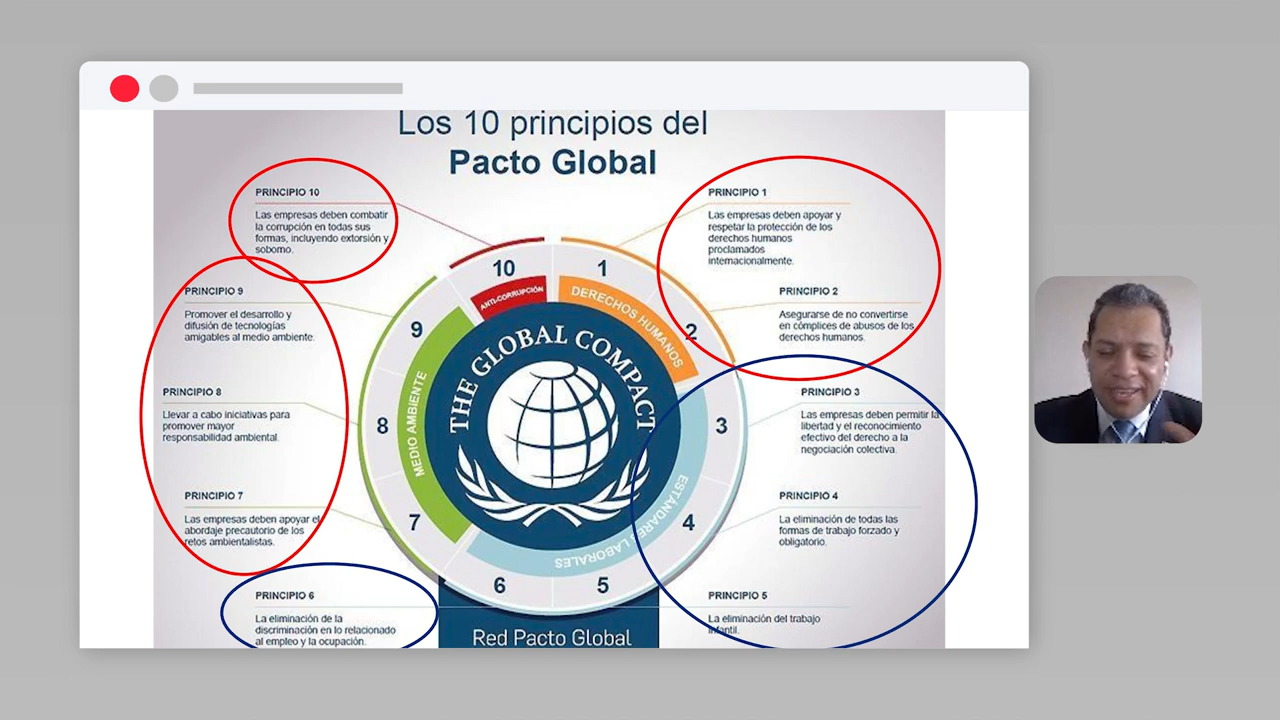 Los 10 principios del
Pacto Global
PRINCIPIO 10
Las empresas deben combatir
la corrupción en todas sus
formas, incluyendo extorsión y
soborno.
PRINCIPIO 1
Las empresas deben apoyar y
respetar la protección de los
derechos humanos
proclamados
internacionalmente.
PRINCIPIO 9
Promover el desarrollo y
difusión de tecnologías
amigables al medio ambiente.
PRINCIPIO 2
Asegurarse de no convertirse
en cómplices de abusos de los
derechos humanos.
PRINCIPIO 8
Llevar a cabo iniciativas para
promover mayor
responsabilidad ambiental.
PRINCIPIO 3
Las empresas deben permitir la
libertad y el reconocimiento
efectivo del derecho a la
negociación colectiva.
PRINCIPIO 7
Las empresas deben apoyar el
abordaje precautorio de los
retos ambientalistas.
PRINCIPIO 4
La eliminación de todas las
formas de trabajo forzado y
obligatorio.
PRINCIPIO 6
La eliminación de la
discriminación en lo relacionado
al empleo y la ocupación.
PRINCIPIO 5
La eliminación del trabajo
infantil.
10
1
9
2
8
3
7
4
6
5
ANTI-CORRUPCIÓN
DERECHOS HUMANOS
MEDIO AMBIENTE
ESTÁNDARES LABORALES
THE GLOBAL COMPACT
Red Pacto Global